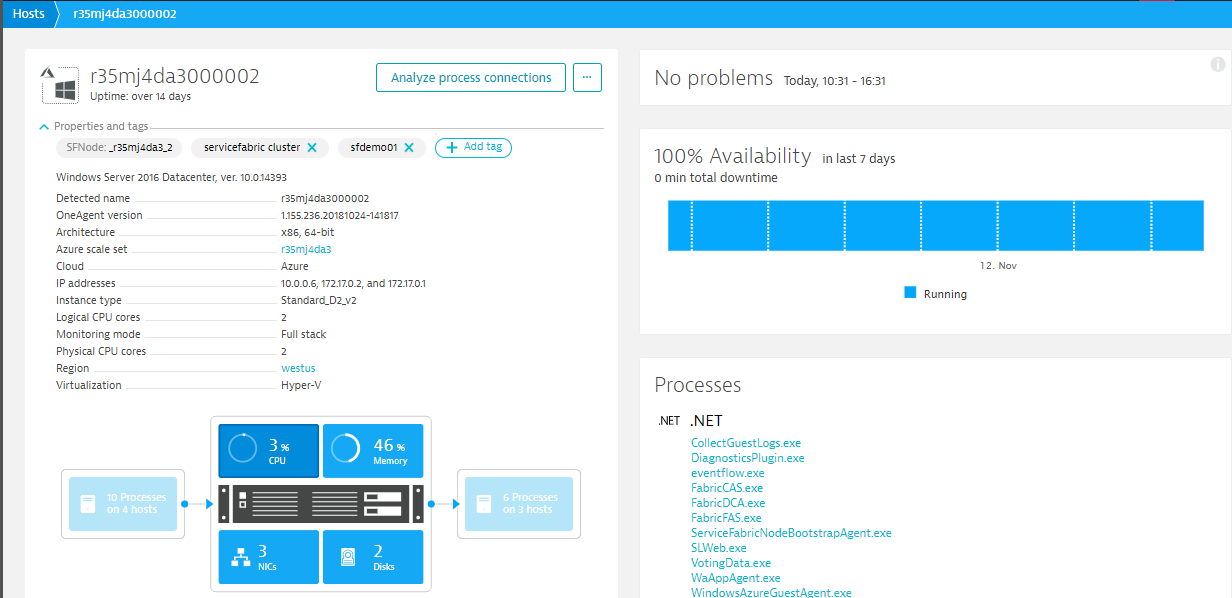 Hosts r35mj4da3000002
r35mj4da3000002
Uptime: over 14 days
Analyze process connections ...
Properties and tags
SFNode: _r35mj4da3_2 servicefabric cluster ✕ sfdemo01 ✕ + Add tag
Windows Server 2016 Datacenter, ver. 10.0.14393
Detected name r35mj4da3000002
OneAgent version 1.155.236.20181024-141817
Architecture x86, 64-bit
Azure scale set r35mj4da3
Cloud Azure
IP addresses 10.0.0.6, 172.17.0.2, and 172.17.0.1
Instance type Standard_D2_v2
Logical CPU cores 2
Monitoring mode Full stack
Physical CPU cores 2
Region westus
Virtualization Hyper-V
3 %
CPU
46 %
Memory
10 Processes
on 4 hosts
6 Processes
on 3 hosts
3
NICs
2
Disks
No problems Today, 10:31 - 16:31
i
100% Availability in last 7 days
0 min total downtime
12. Nov
Running
Processes
.NET .NET
CollectGuestLogs.exe
DiagnosticsPlugin.exe
eventflow.exe
FabricCAS.exe
FabricDCA.exe
FabricFAS.exe
ServiceFabricNodeBootstrapAgent.exe
SLWeb.exe
VotingData.exe
WaAppAgent.exe
WindowsAzureGuestAgent.exe